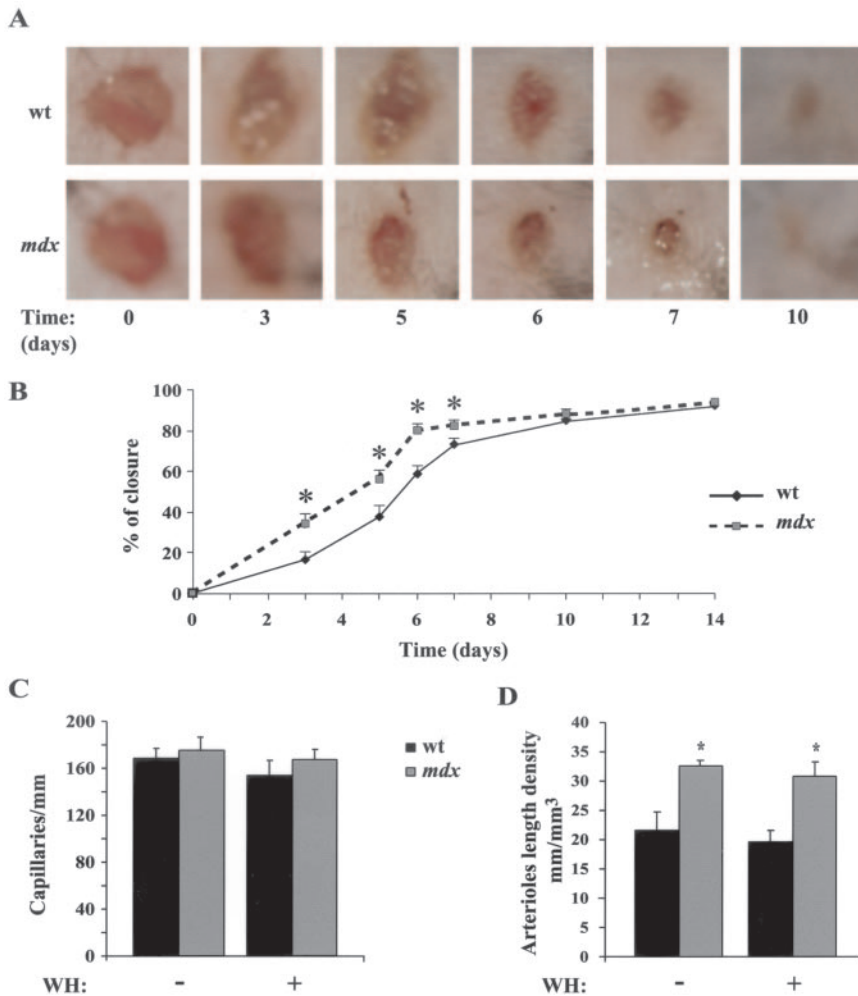 A
wt
mdx
Time: 0 3 5 6 7 10
(days)
B
% of closure
100
80
60
40
20
0
* * * *
0 2 4 6 8 10 12 14
Time (days)
wt
mdx
C
Capillaries/mm
200
160
120
80
40
0
WH: - +
wt
mdx
D
Arterioles length density
mm/mm³
40
35
30
25
20
15
10
5
0
* *
WH: - +